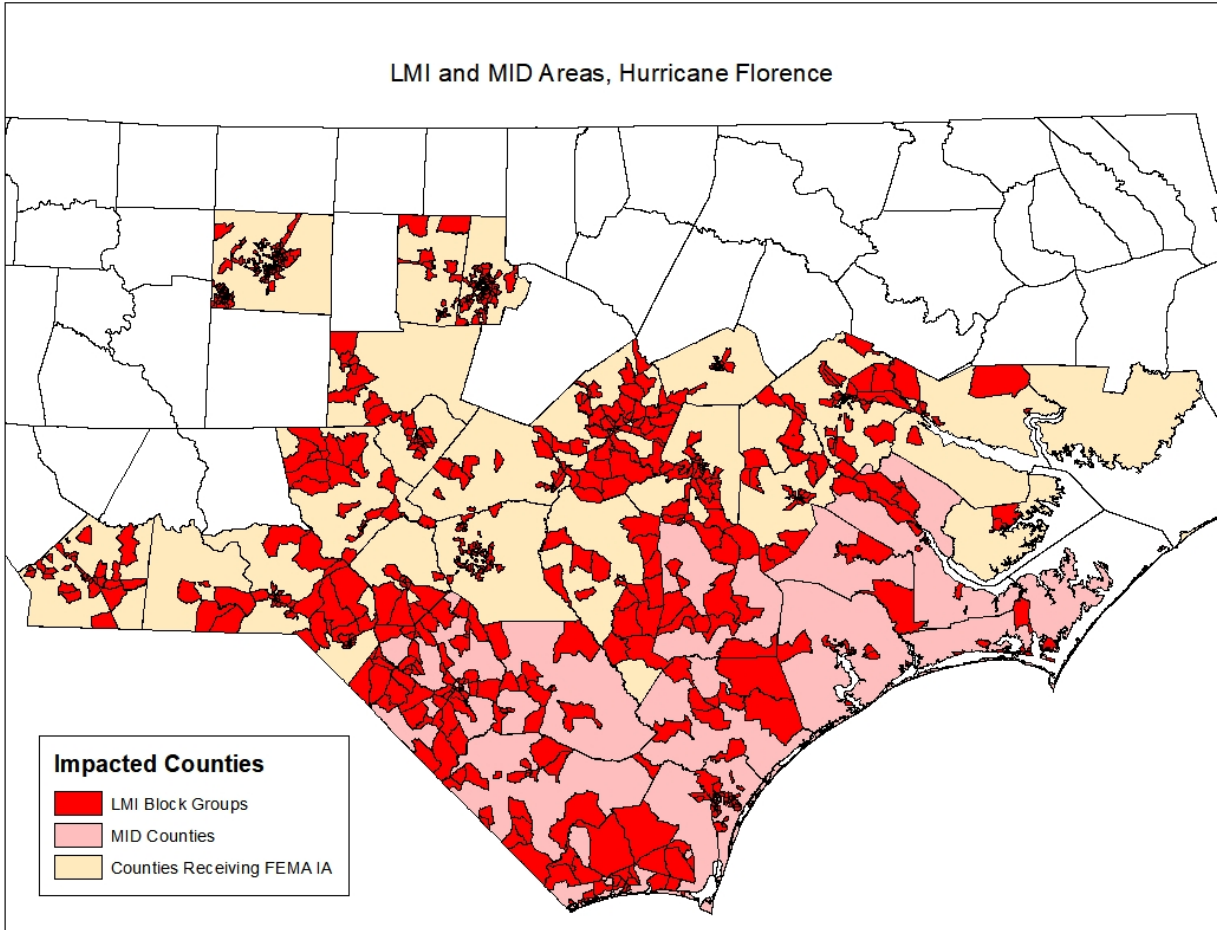 LMI and MID Areas, Hurricane Florence
Impacted Counties
LMI Block Groups
MID Counties
Counties Receiving FEMA IA